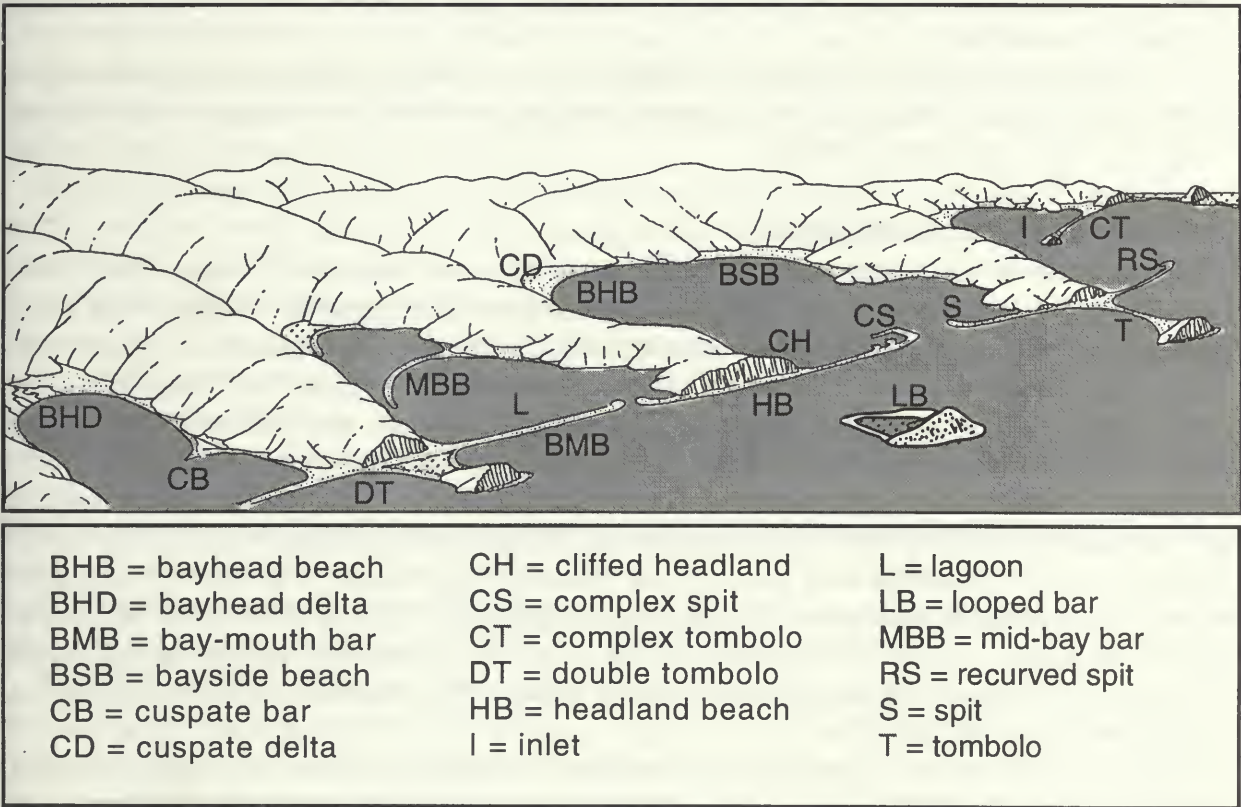 I
CT
RS
CD
BHB
BSB
CS
S
T
CH
MBB
L
HB
LB
BHD
BMB
CB
DT
BHB = bayhead beach
BHD = bayhead delta
BMB = bay-mouth bar
BSB = bayside beach
CB = cuspate bar
CD = cuspate delta
CH = cliffed headland
CS = complex spit
CT = complex tombolo
DT = double tombolo
HB = headland beach
I = inlet
L = lagoon
LB = looped bar
MBB = mid-bay bar
RS = recurved spit
S = spit
T = tombolo